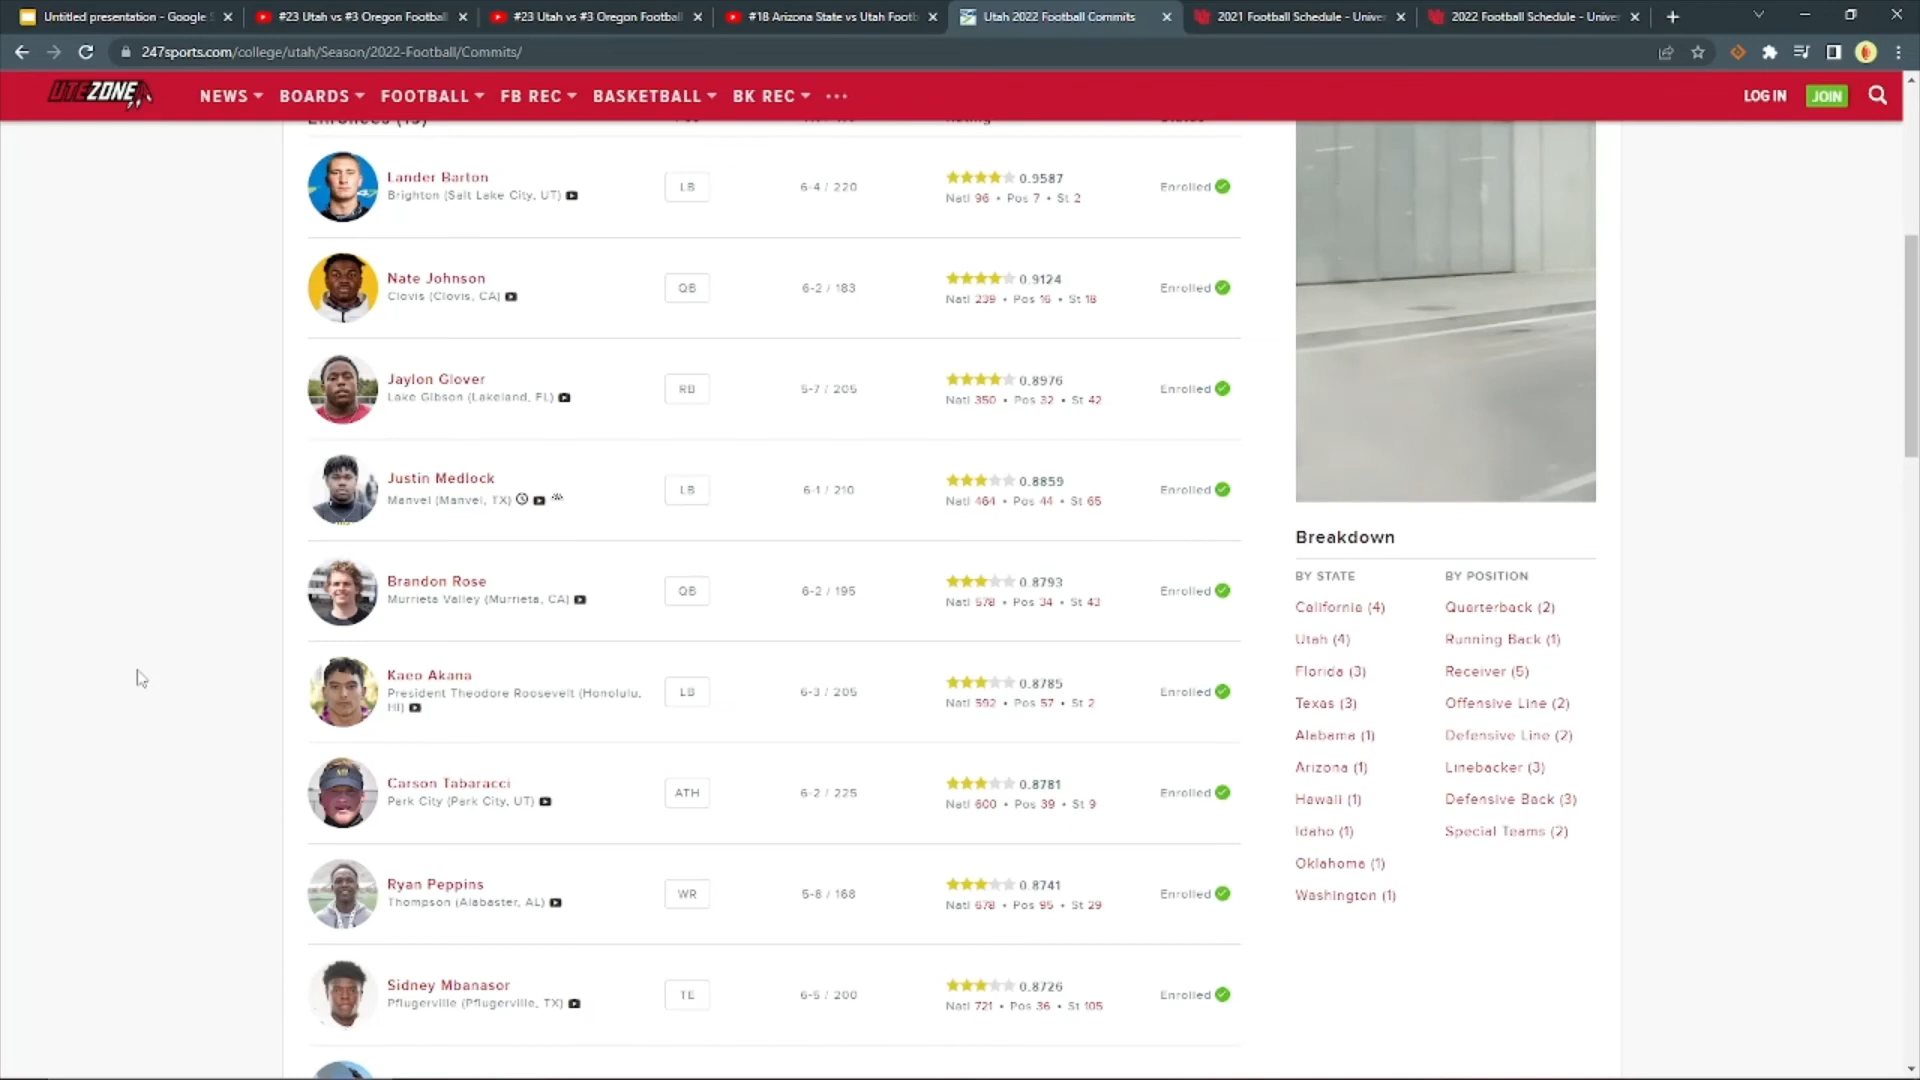 Untitled presentation - Google S
#23 Utah vs #3 Oregon Football
#23 Utah vs #3 Oregon Football
#18 Arizona State vs Utah Footb
Utah 2022 Football Commits
2021 Football Schedule - Univer
2022 Football Schedule - Univer
247sports.com/college/utah/Season/2022-Football/Commits/
UTEZONE
NEWS
BOARDS
FOOTBALL
FB REC
BASKETBALL
BK REC
LOG IN
JOIN
Lander Barton
Brighton (Salt Lake City, UT)
LB
6-4 / 220
0.9587
Natl 96 • Pos 7 • St 2
Enrolled
Nate Johnson
Clovis (Clovis, CA)
QB
6-2 / 183
0.9124
Natl 239 • Pos 16 • St 18
Enrolled
Jaylon Glover
Lake Gibson (Lakeland, FL)
RB
5-7 / 205
0.8976
Natl 350 • Pos 32 • St 42
Enrolled
Justin Medlock
Manvel (Manvel, TX)
LB
6-1 / 210
0.8859
Natl 464 • Pos 44 • St 65
Enrolled
Brandon Rose
Murrieta Valley (Murrieta, CA)
QB
6-2 / 195
0.8793
Natl 578 • Pos 34 • St 43
Enrolled
Kaeo Akana
President Theodore Roosevelt (Honolulu,
HI)
LB
6-3 / 205
0.8785
Natl 592 • Pos 57 • St 2
Enrolled
Carson Tabaracci
Park City (Park City, UT)
ATH
6-2 / 225
0.8781
Natl 600 • Pos 39 • St 9
Enrolled
Ryan Peppins
Thompson (Alabaster, AL)
WR
5-8 / 168
0.8741
Natl 678 • Pos 95 • St 29
Enrolled
Sidney Mbanasor
Pflugerville (Pflugerville, TX)
TE
6-5 / 200
0.8726
Natl 721 • Pos 36 • St 105
Enrolled
Breakdown
BY STATE
California (4)
Utah (4)
Florida (3)
Texas (3)
Alabama (1)
Arizona (1)
Hawaii (1)
Idaho (1)
Oklahoma (1)
Washington (1)
BY POSITION
Quarterback (2)
Running Back (1)
Receiver (5)
Offensive Line (2)
Defensive Line (2)
Linebacker (3)
Defensive Back (3)
Special Teams (2)